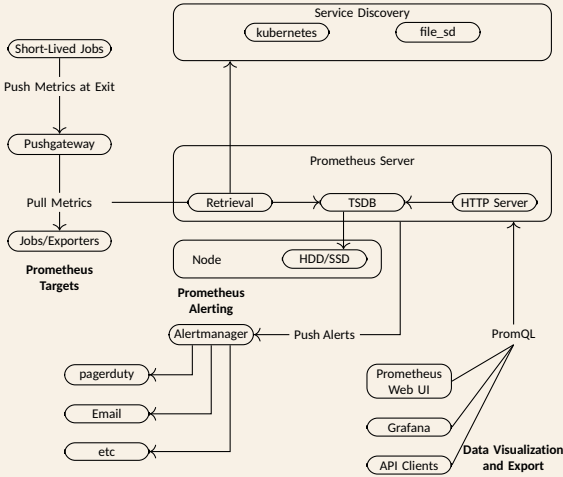 Service Discovery
kubernetes
file_sd
Short-Lived Jobs
Push Metrics at Exit
Pushgateway
Prometheus Server
Pull Metrics
Retrieval
TSDB
HTTP Server
Jobs/Exporters
Node
HDD/SSD
Prometheus
Targets
Prometheus
Alerting
Alertmanager
Push Alerts
PromQL
pagerduty
Email
etc
Prometheus
Web UI
Grafana
API Clients
Data Visualization
and Export